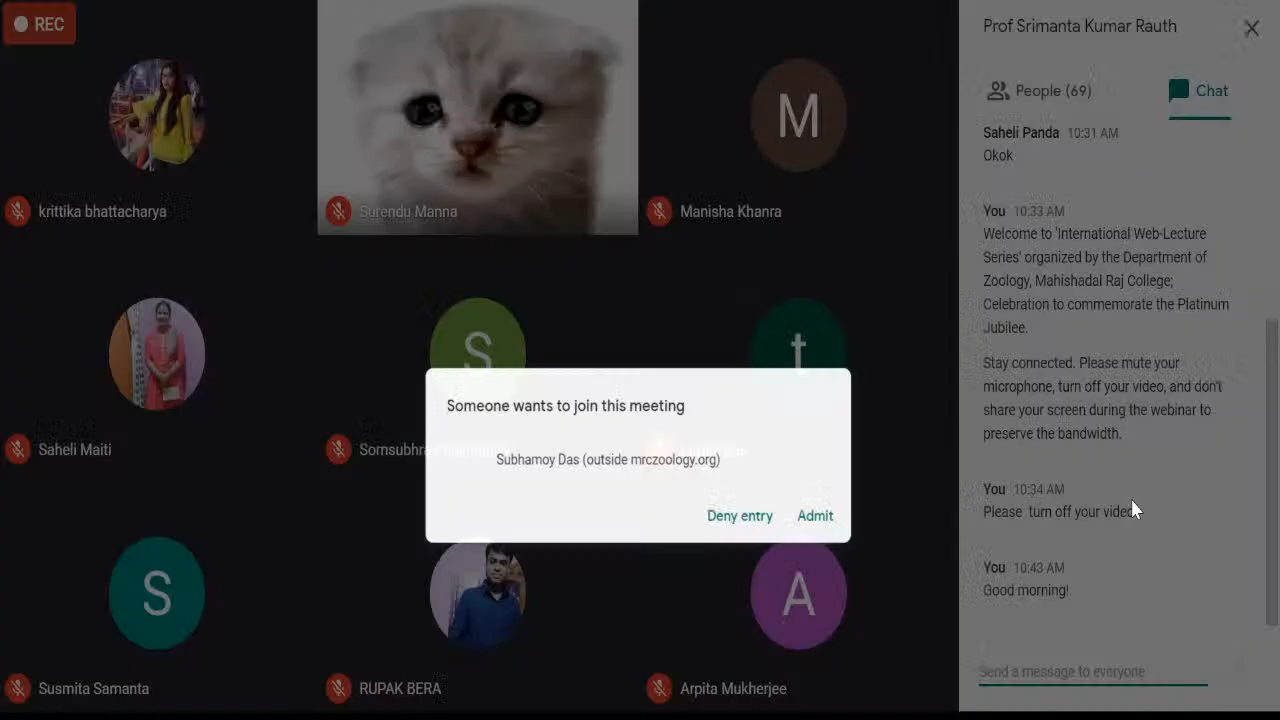 REC
Prof Srimanta Kumar Rauth
People (69)
Chat
M
krittika bhattacharya
Surendu Manna
Manisha Khanra
Saheli Panda 10:31 AM
Okok
You 10:33 AM
Welcome to 'International Web-Lecture
Series' organized by the Department of
Zoology, Mahishadal Raj College;
Celebration to commemorate the Platinum
Jubilee.
Stay connected. Please mute your
microphone, turn off your video, and don't
share your screen during the webinar to
preserve the bandwidth.
You 10:34 AM
Please turn off your video
You 10:43 AM
Good morning!
Send a message to everyone
S
t
Saheli Maiti
Someone wants to join this meeting
Subhamoy Das (outside mrczoology.org)
Deny entry
Admit
S
A
Susmita Samanta
RUPAK BERA
Arpita Mukherjee